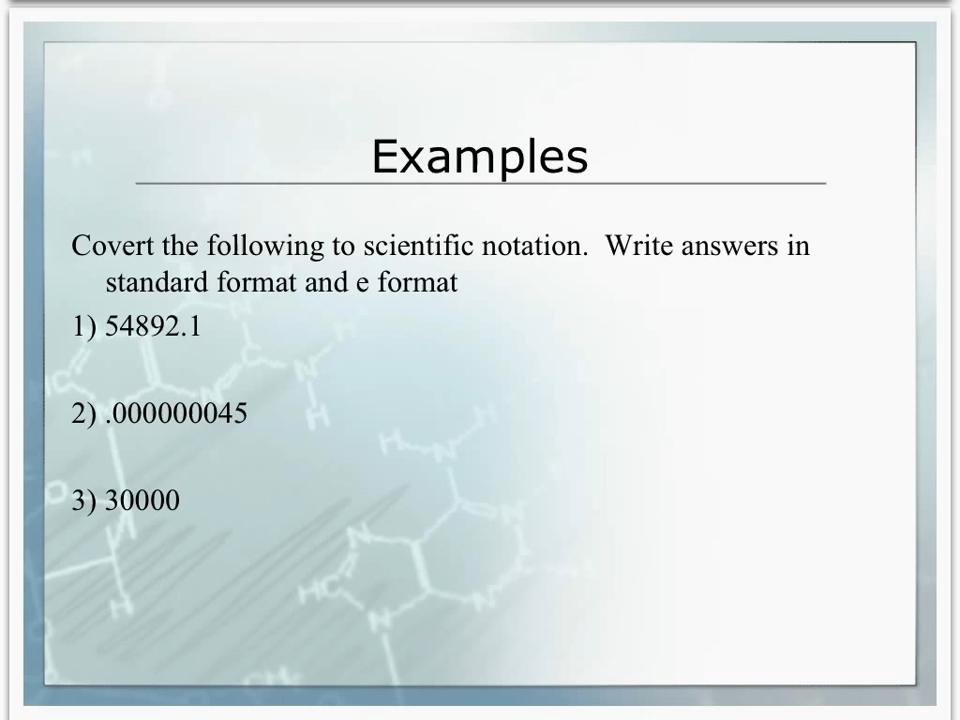 Examples
Covert the following to scientific notation.  Write answers in
standard format and e format
1) 54892.1
2) .000000045
3) 30000